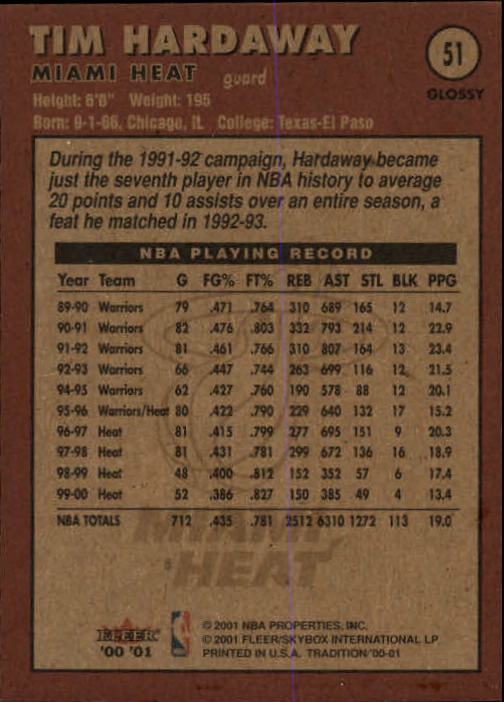 TIM HARDAWAY
51
MIAMI HEAT guard
GLOSSY
Height: 6'0" Weight: 195
Born: 9-1-66, Chicago, IL College: Texas-El Paso
During the 1991-92 campaign, Hardaway became
just the seventh player in NBA history to average
20 points and 10 assists over an entire season, a
feat he matched in 1992-93.
NBA PLAYING RECORD
Year Team G FG% FT% REB AST STL BLK PPG
89-90 Warriors 79 .471 .764 310 689 165 12 14.7
90-91 Warriors 82 .476 .803 332 793 214 12 22.9
91-92 Warriors 81 .461 .766 310 807 164 13 23.4
92-93 Warriors 66 .447 .744 263 699 116 12 21.5
94-95 Warriors 62 .427 .760 190 578 88 12 20.1
95-96 Warriors/Heat 80 .422 .790 229 640 132 17 15.2
96-97 Heat 81 .415 .799 277 695 151 9 20.3
97-98 Heat 81 .431 .781 299 672 136 16 18.9
98-99 Heat 48 .400 .812 152 352 57 6 17.4
99-00 Heat 52 .386 .827 150 385 49 4 13.4
NBA TOTALS 712 .435 .781 2512 6310 1272 113 19.0
MIAMI
HEAT
FLEER
'00 '01
© 2001 NBA PROPERTIES, INC.
© 2001 FLEER/SKYBOX INTERNATIONAL LP
PRINTED IN U.S.A. TRADITION '00-01